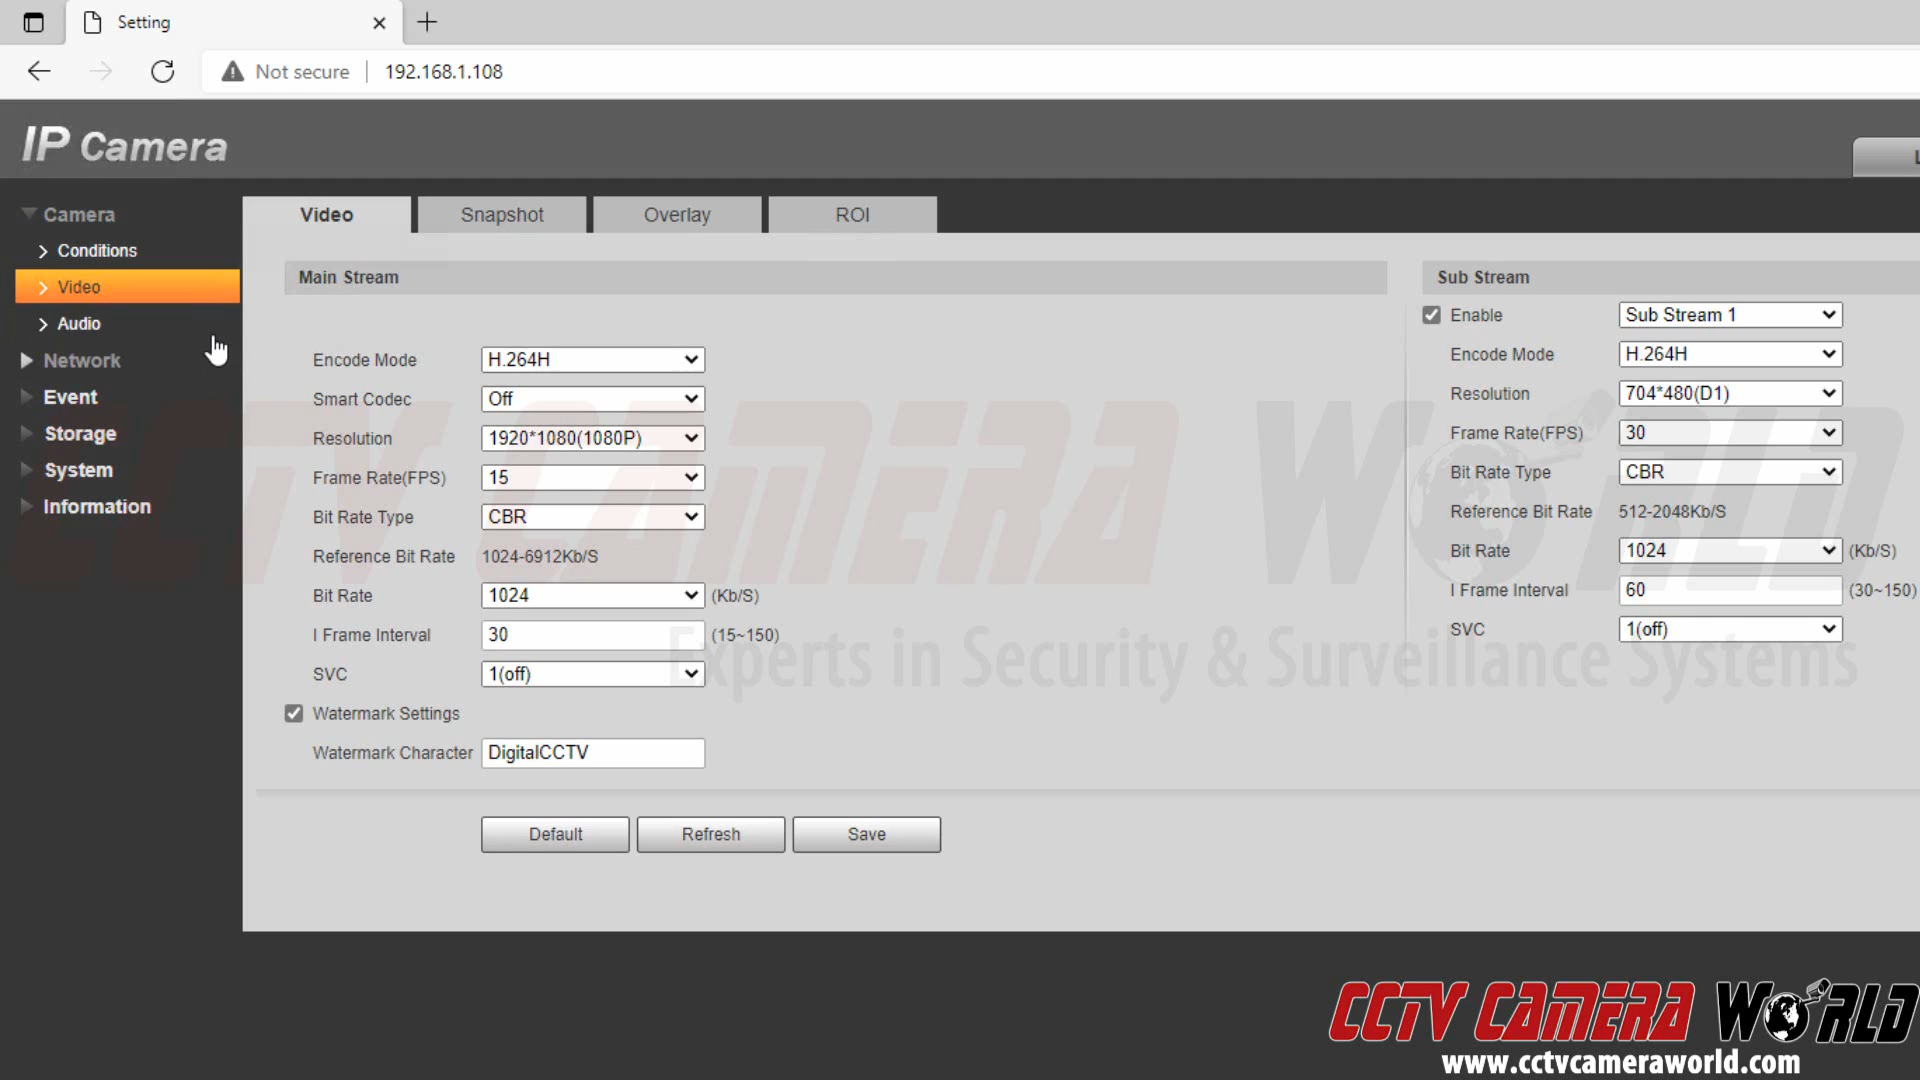 Setting
Not secure 192.168.1.108
IP Camera
Camera
Conditions
Video
Audio
Network
Event
Storage
System
Information
Video Snapshot Overlay ROI
Main Stream
Encode Mode H.264H
Smart Codec Off
Resolution 1920*1080(1080P)
Frame Rate(FPS) 15
Bit Rate Type CBR
Reference Bit Rate 1024-6912Kb/S
Bit Rate 1024 (Kb/S)
I Frame Interval 30 (15~150)
SVC 1(off)
Watermark Settings
Watermark Character DigitalCCTV
Default Refresh Save
Sub Stream
Enable Sub Stream 1
Encode Mode H.264H
Resolution 704*480(D1)
Frame Rate(FPS) 30
Bit Rate Type CBR
Reference Bit Rate 512-2048Kb/S
Bit Rate 1024 (Kb/S)
I Frame Interval 60 (30~150)
SVC 1(off)
CCTV CAMERA WORLD
Experts in Security & Surveillance Systems
CCTV CAMERA WORLD
www.cctvcameraworld.com